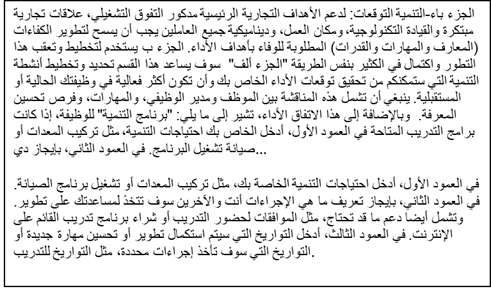 الجزء باء-التنمية التوقعات: لدعم الأهداف التجارية الرئيسية مدكور التفوق التشغيلي، علاقات تجارية
مبتكرة و القيادة التكنولوجية، ومكان العمل، وديناميكية جميع العاملين يجب أن يسمح لتطوير الكفاءات
(المعارف والمهارات والقدرات) المطلوبة للوفاء بأهداف الأداء. الجزء ب يستخدم لتخطيط وتعقب هذا
التطور واكتمال في الكثير بنفس الطريقة "الجزء ألف" سوف يساعد هذا القسم تحديد وتخطيط أنشطة
التنمية التي ستمكنكم من تحقيق توقعات الأداء الخاص بك وأن تكون أكثر فعالية في وظيفتك الحالية أو
المستقبلية. ينبغي أن تشمل هذه المناقشة بين الموظف ومدير الوظيفي، والمهارات، وفرص تحسين
المعرفة. وبالإضافة إلى هذا الاتفاق الأداء، تشير إلى ما يلي: "برنامج التنمية" للوظيفة، إذا كانت
برامج التدريب المتاحة في العمود الأول، أدخل الخاص بك احتياجات التنمية، مثل تركيب المعدات أو
صيانة تشغيل البرنامج. في العمود الثاني، بإيجاز دي...
في العمود الأول، أدخل احتياجات التنمية الخاصة بك، مثل تركيب المعدات أو تشغيل برنامج الصيانة.
في العمود الثاني، بإيجاز تعريف ما هي الإجراءات أنت والآخرين سوف تتخذ لمساعدتك على تطوير.
وتشمل أيضا دعم ما قد تحتاج، مثل الموافقات لحضور التدريب أو شراء برنامج تدريب القائم على
الإنترنت. في العمود الثالث، أدخل التواريخ التي سيتم استكمال تطوير أو تحسين مهارة جديدة أو
التواريخ التي سوف تأخذ إجراءات محددة، مثل التواريخ للتدريب.